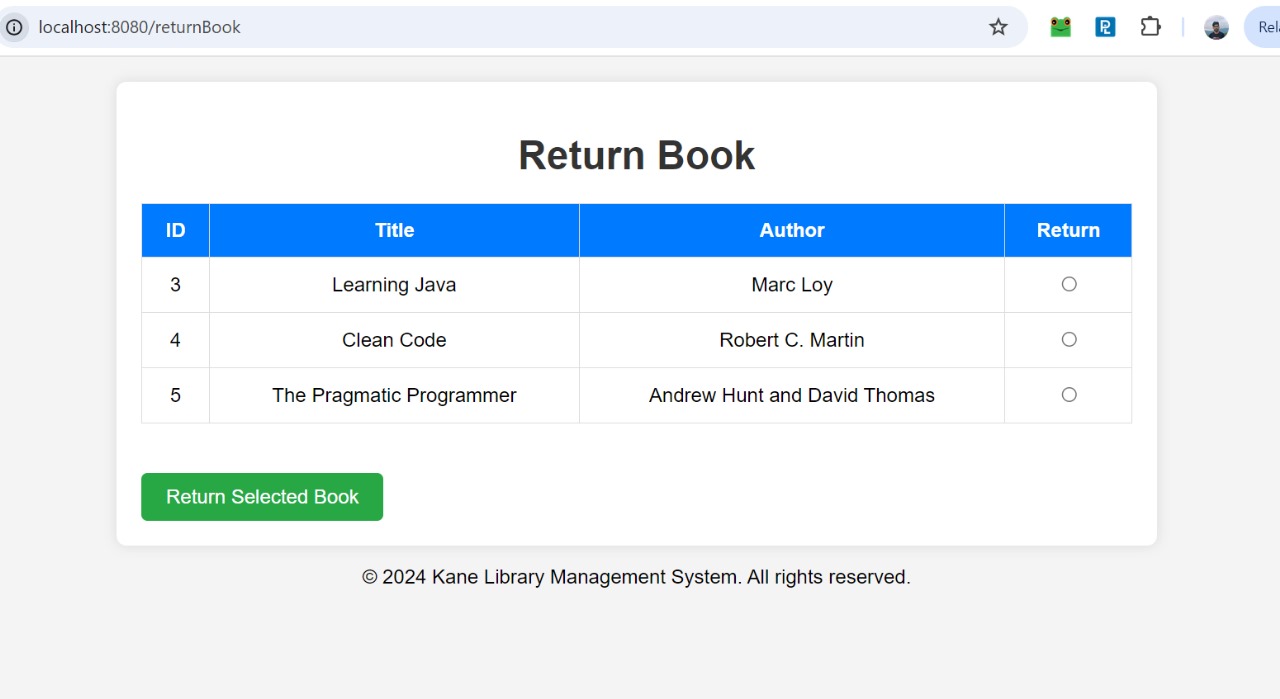 localhost:8080/returnBook
Return Book
ID Title Author Return
3 Learning Java Marc Loy
4 Clean Code Robert C. Martin
5 The Pragmatic Programmer Andrew Hunt and David Thomas
Return Selected Book
© 2024 Kane Library Management System. All rights reserved.